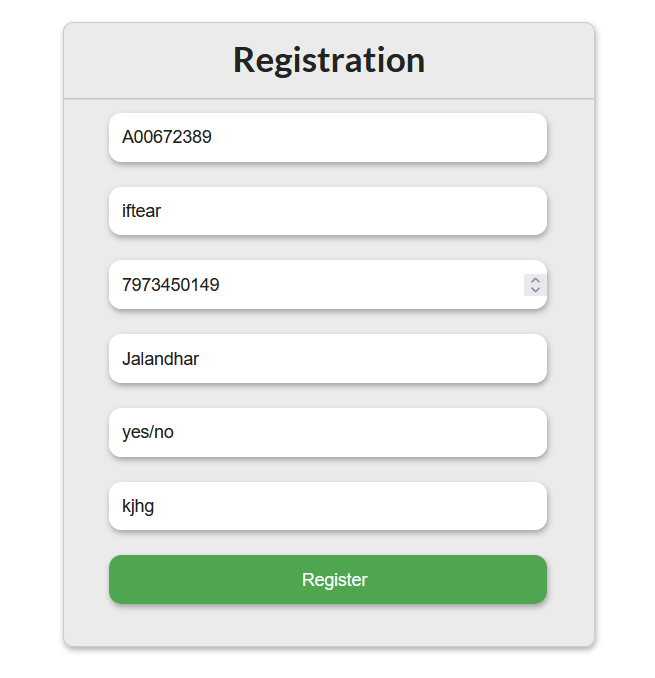 Registration
A00672389
iftear
7973450149
Jalandhar
yes/no
kjhg
Register